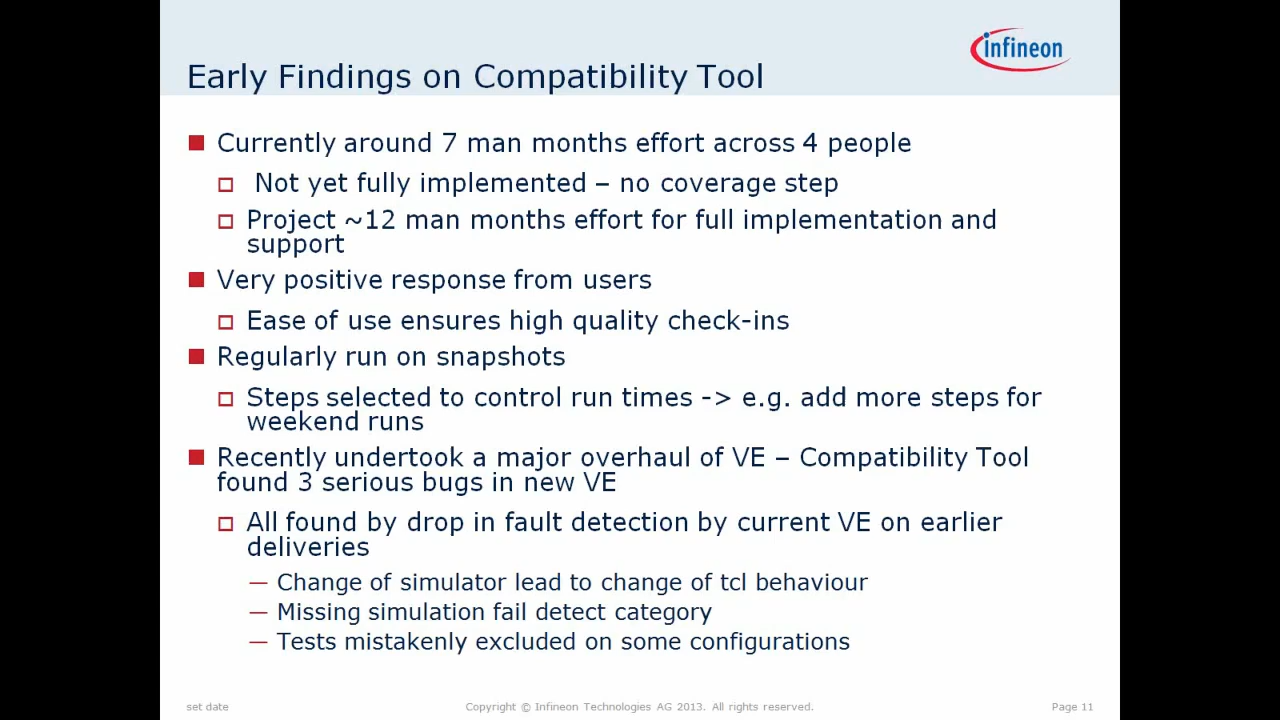 infineon
Early Findings on Compatibility Tool
Currently around 7 man months effort across 4 people
Not yet fully implemented – no coverage step
Project ~12 man months effort for full implementation and
support
Very positive response from users
Ease of use ensures high quality check-ins
Regularly run on snapshots
Steps selected to control run times -> e.g. add more steps for
weekend runs
Recently undertook a major overhaul of VE – Compatibility Tool
found 3 serious bugs in new VE
All found by drop in fault detection by current VE on earlier
deliveries
— Change of simulator lead to change of tcl behaviour
— Missing simulation fail detect category
— Tests mistakenly excluded on some configurations
set date Copyright © Infineon Technologies AG 2013. All rights reserved. Page 11